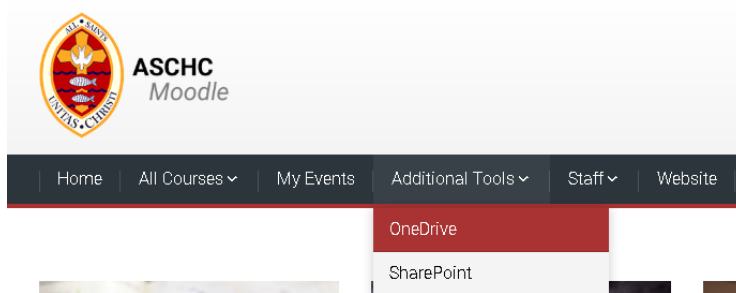 ALL · SAINTS
UNITAS · CHRISTI
ASCHC
Moodle
Home All Courses My Events Additional Tools Staff Website
OneDrive
SharePoint